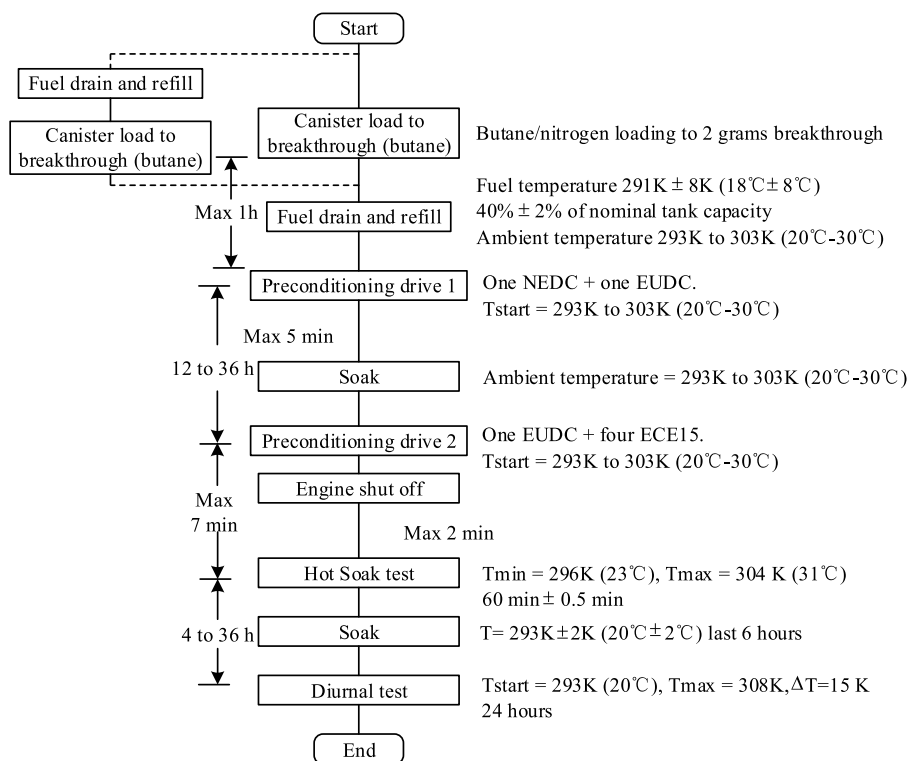 Start
Fuel drain and refill
Canister load to
breakthrough (butane)
Canister load to
breakthrough (butane)
Butane/nitrogen loading to 2 grams breakthrough
Max 1h
Fuel drain and refill
Fuel temperature 291K ± 8K (18℃± 8℃)
40% ± 2% of nominal tank capacity
Ambient temperature 293K to 303K (20℃-30℃)
Preconditioning drive 1
One NEDC + one EUDC.
Tstart = 293K to 303K (20℃-30℃)
Max 5 min
12 to 36 h
Soak
Ambient temperature = 293K to 303K (20℃-30℃)
Preconditioning drive 2
One EUDC + four ECE15.
Tstart = 293K to 303K (20℃-30℃)
Engine shut off
Max
7 min
Max 2 min
Hot Soak test
Tmin = 296K (23℃), Tmax = 304 K (31℃)
60 min ± 0.5 min
4 to 36 h
Soak
T= 293K±2K (20℃±2℃) last 6 hours
Diurnal test
Tstart = 293K (20℃), Tmax = 308K,ΔT=15 K
24 hours
End